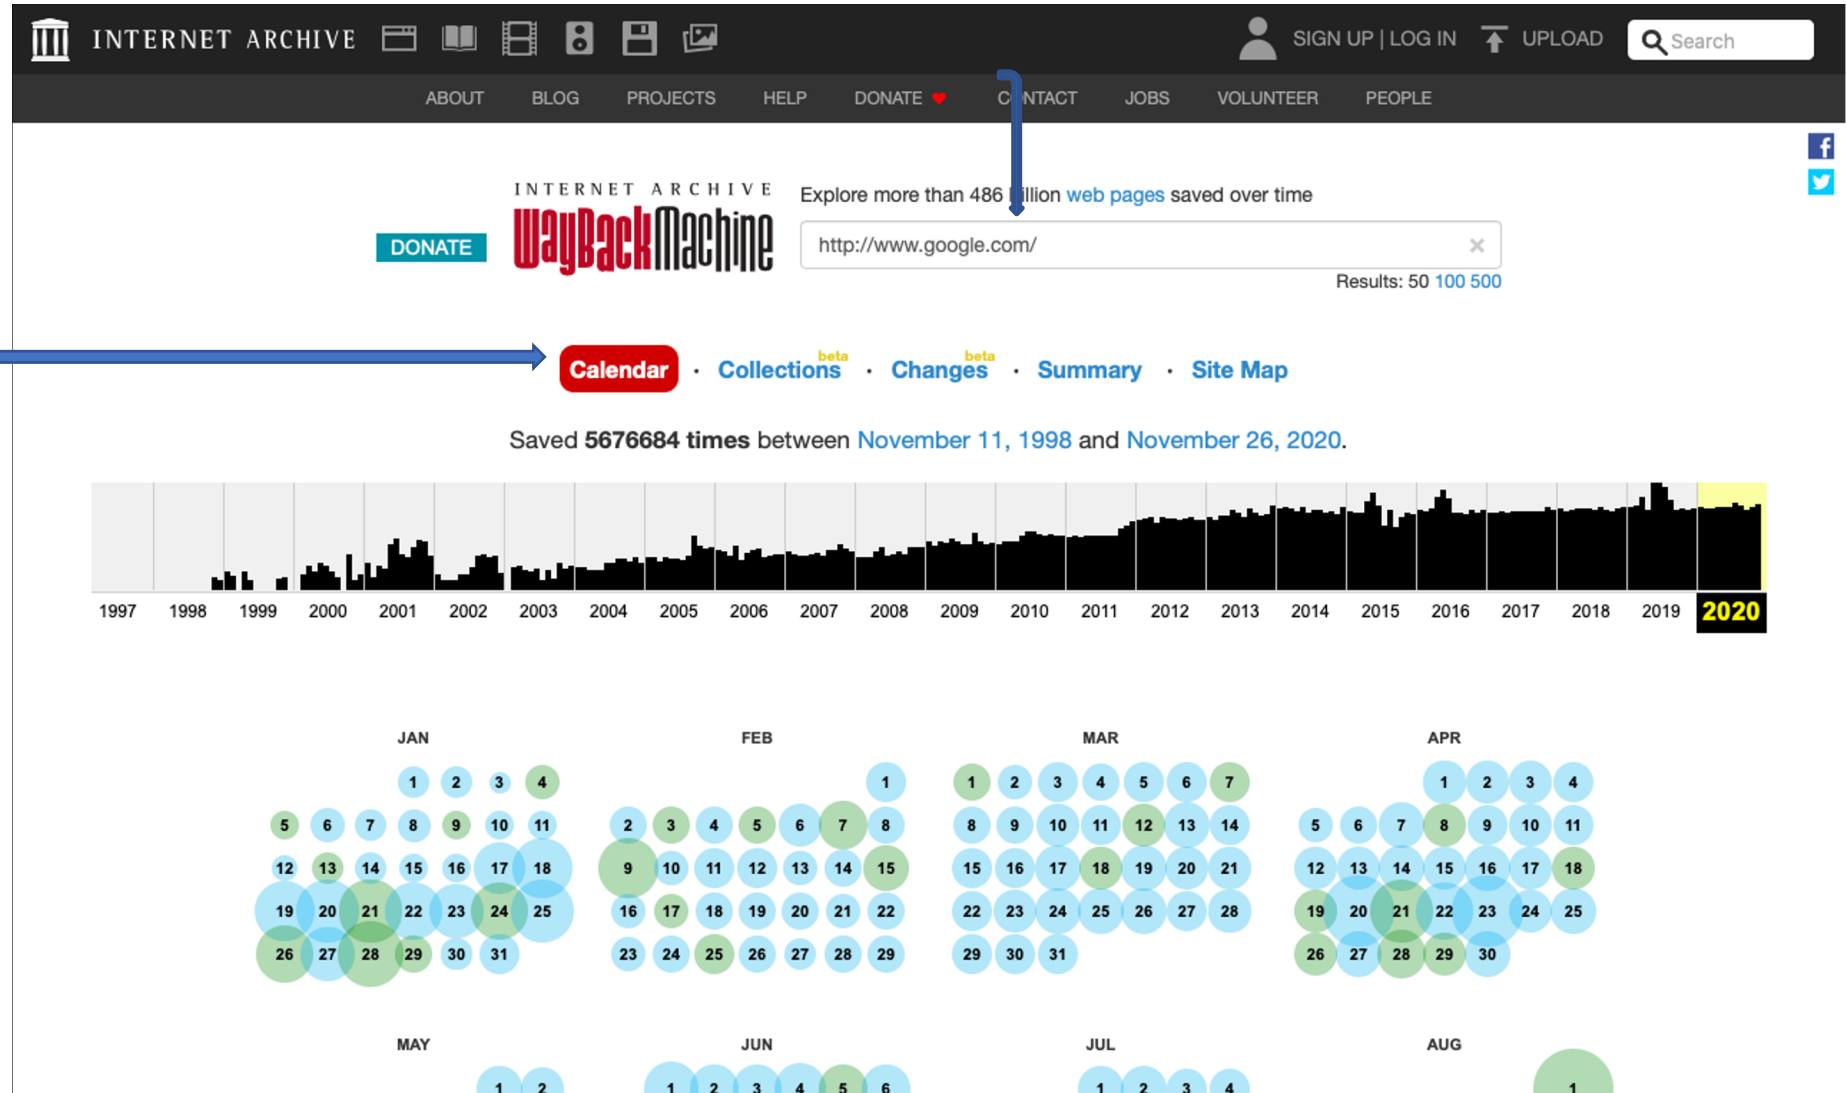 INTERNET ARCHIVE
SIGN UP | LOG IN
UPLOAD
Search
ABOUT BLOG PROJECTS HELP DONATE CONTACT JOBS VOLUNTEER PEOPLE
INTERNET ARCHIVE
WayBackMachine
DONATE
Explore more than 486 billion web pages saved over time
http://www.google.com/
Results: 50 100 500
Calendar · Collections beta · Changes beta · Summary · Site Map
Saved 5676684 times between November 11, 1998 and November 26, 2020.
1997 1998 1999 2000 2001 2002 2003 2004 2005 2006 2007 2008 2009 2010 2011 2012 2013 2014 2015 2016 2017 2018 2019 2020
JAN FEB MAR APR
1 2 3 4 1 1 2 3 4 5 6 7 1 2 3 4
5 6 7 8 9 10 11 2 3 4 5 6 7 8 8 9 10 11 12 13 14 5 6 7 8 9 10 11
12 13 14 15 16 17 18 9 10 11 12 13 14 15 15 16 17 18 19 20 21 12 13 14 15 16 17 18
19 20 21 22 23 24 25 16 17 18 19 20 21 22 22 23 24 25 26 27 28 19 20 21 22 23 24 25
26 27 28 29 30 31 23 24 25 26 27 28 29 29 30 31 26 27 28 29 30
MAY JUN JUL AUG
1 2 1 2 3 4 5 6 1 2 3 4 1